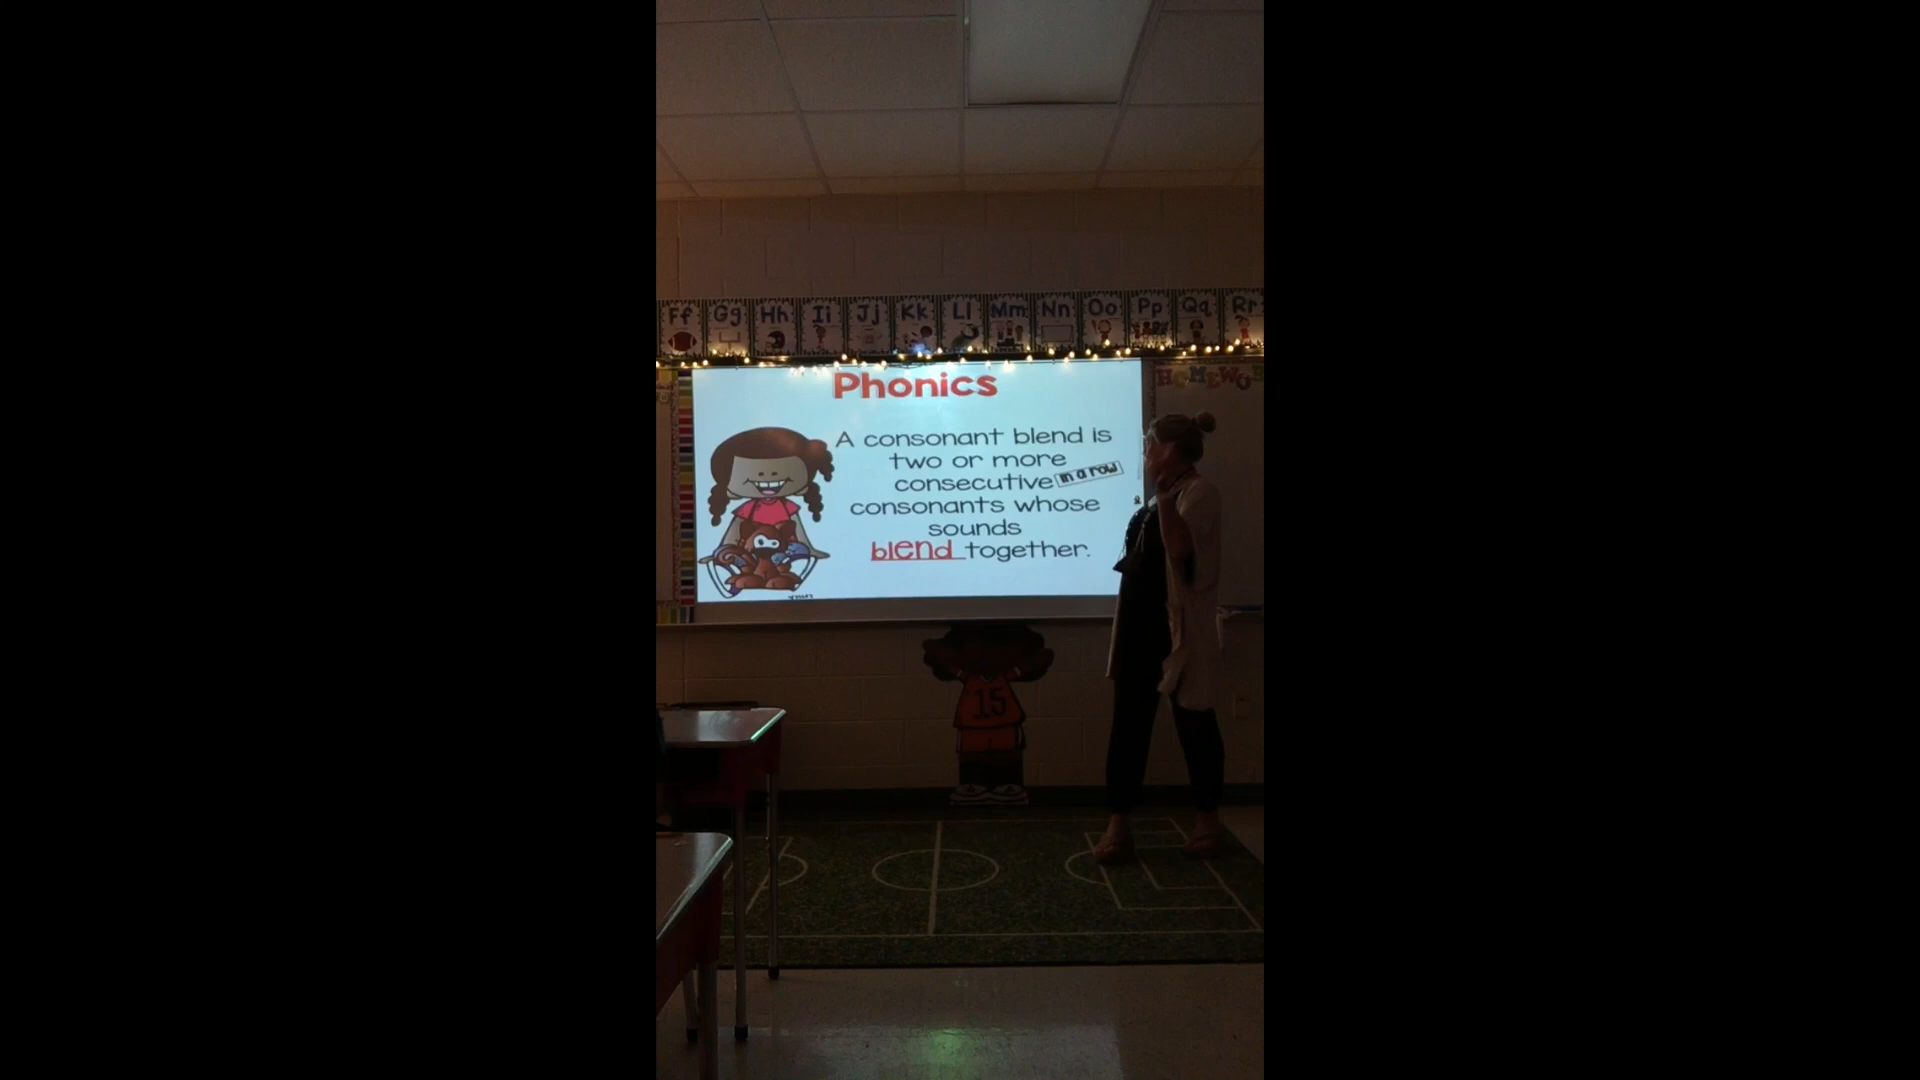 Ff Gg Hh Ii Jj Kk Ll Mm Nn Oo Pp Qq Rr
HOMEWO
Phonics
A consonant blend is
two or more
consecutive in a row
consonants whose
sounds
blend together.
15